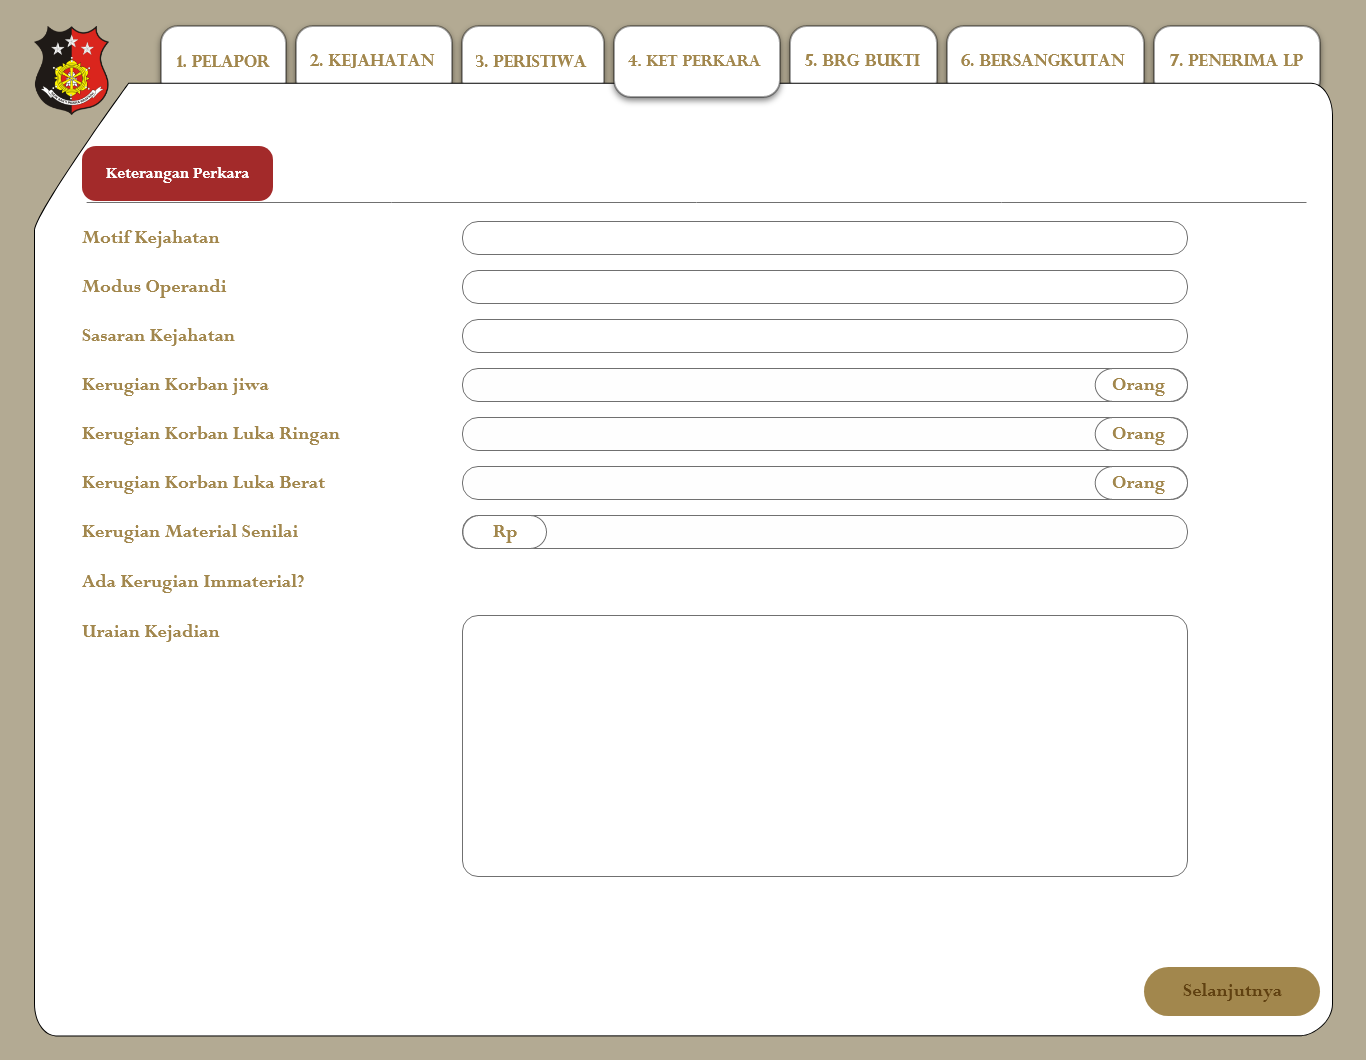 1. PELAPOR
2. KEJAHATAN
3. PERISTIWA
4. KET PERKARA
5. BRG BUKTI
6. BERSANGKUTAN
7. PENERIMA LP
Keterangan Perkara
Motif Kejahatan
Modus Operandi
Sasaran Kejahatan
Kerugian Korban jiwa Orang
Kerugian Korban Luka Ringan Orang
Kerugian Korban Luka Berat Orang
Kerugian Material Senilai Rp
Ada Kerugian Immaterial?
Uraian Kejadian
Selanjutnya